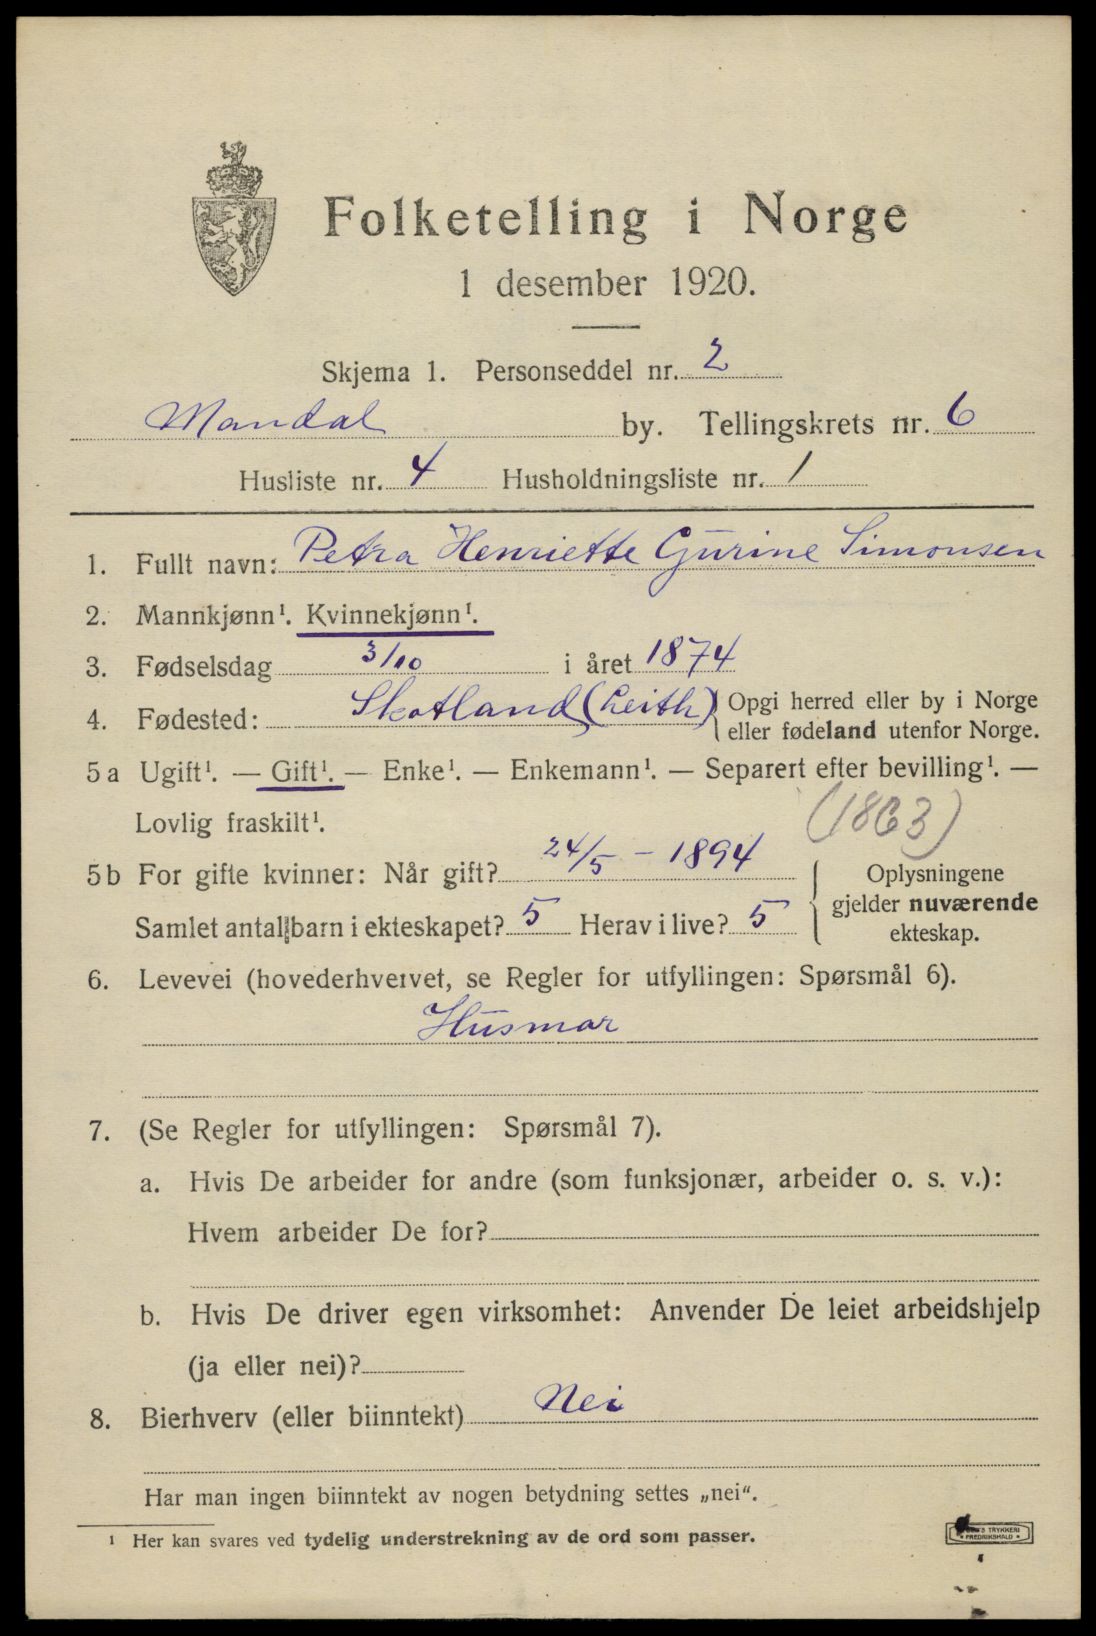 Folketelling i Norge
1 desember 1920.
Skjema 1. Personseddel nr. 2
Mandal by. Tellingskrets nr. 6
Husliste nr. 4 Husholdningsliste nr. 1
1. Fullt navn: Petra Henriette Gurine Simonsen
2. Mannkjønn¹. Kvinnekjønn¹.
3. Fødselsdag 3/10 i året 1874
4. Fødested: Skotland (Leith) Opgi herred eller by i Norge
eller fødeland utenfor Norge.
5 a Ugift¹. — Gift¹. — Enke¹. — Enkemann¹. — Separert efter bevilling¹. —
Lovlig fraskilt¹.
(1863)
5 b For gifte kvinner: Når gift? 24/5 - 1894
Samlet antal barn i ekteskapet? 5 Herav i live? 5
Oplysningene
gjelder nuværende
ekteskap.
6. Levevei (hovederhvervet, se Regler for utfyllingen: Spørsmål 6).
Husmor
7. (Se Regler for utfyllingen: Spørsmål 7).
a. Hvis De arbeider for andre (som funksjonær, arbeider o. s. v.):
Hvem arbeider De for?
b. Hvis De driver egen virksomhet: Anvender De leiet arbeidshjelp
(ja eller nei)?
8. Bierhverv (eller biinntekt) Nei
Har man ingen biinntekt av nogen betydning settes „nei“.
¹ Her kan svares ved tydelig understrekning av de ord som passer.
TRYKKERI
FREDRIKSHALD